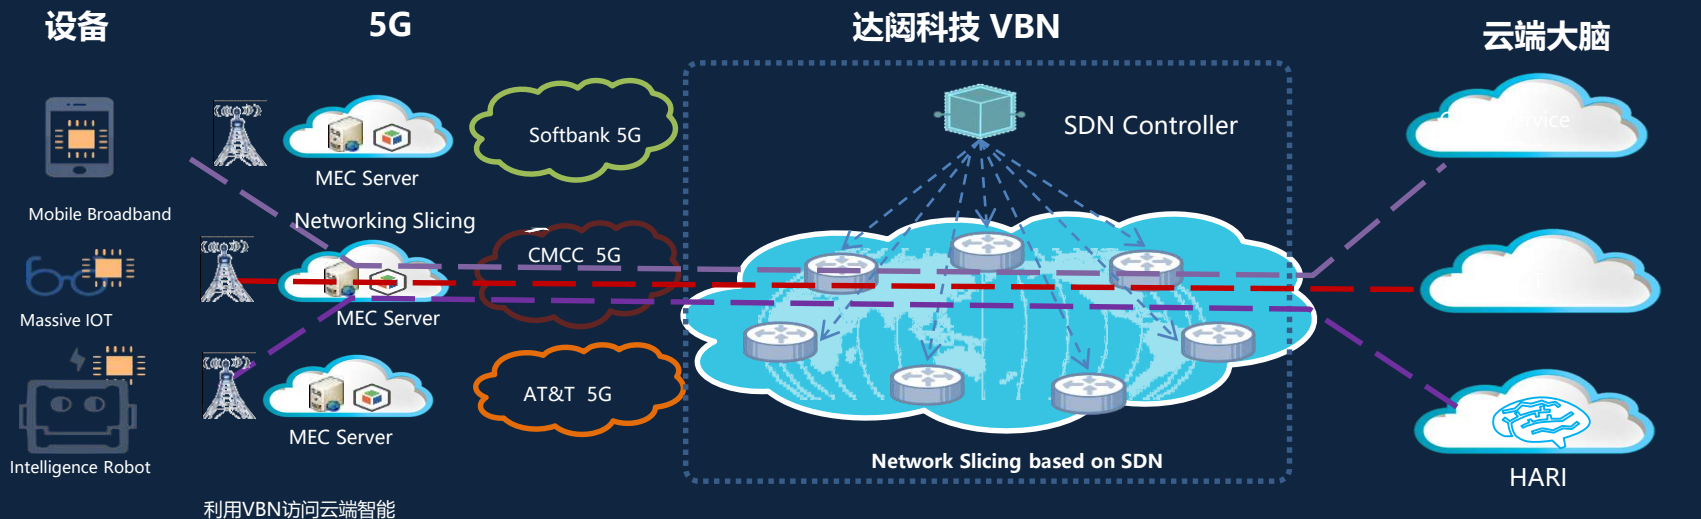 设备
5G
达闼科技 VBN
云端大脑
SDN Controller
Softbank 5G
MEC Server
Mobile Broadband
Networking Slicing
CMCC 5G
MEC Server
Massive IOT
AT&T 5G
MEC Server
Intelligence Robot
Network Slicing based on SDN
HARI
利用VBN访问云端智能